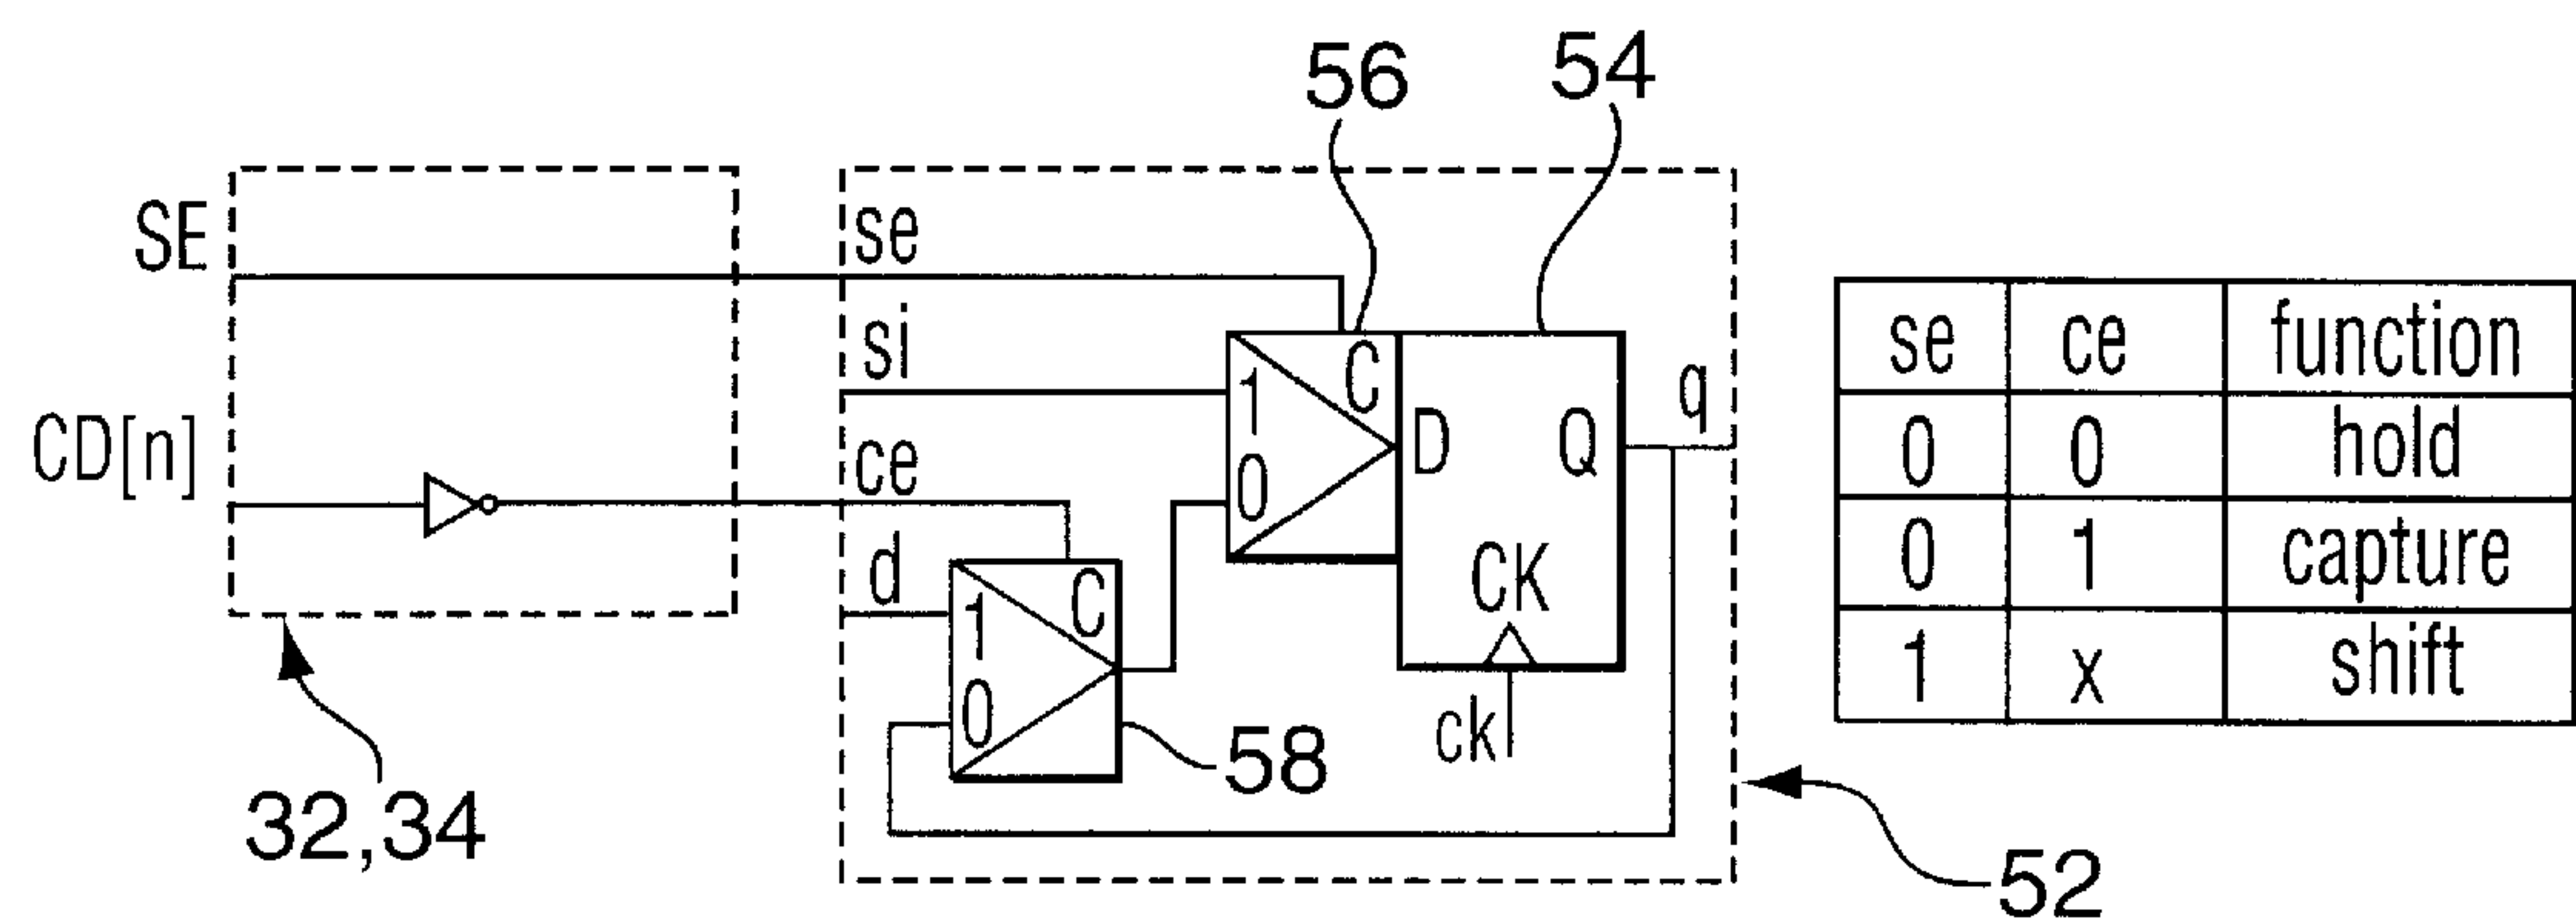 56 54
SE
se
si
CD[n]
ce
d
1
0
C
D
Q
q
CK
ck
1
0
C
58
32,34
52
se ce function
0 0 hold
0 1 capture
1 x shift